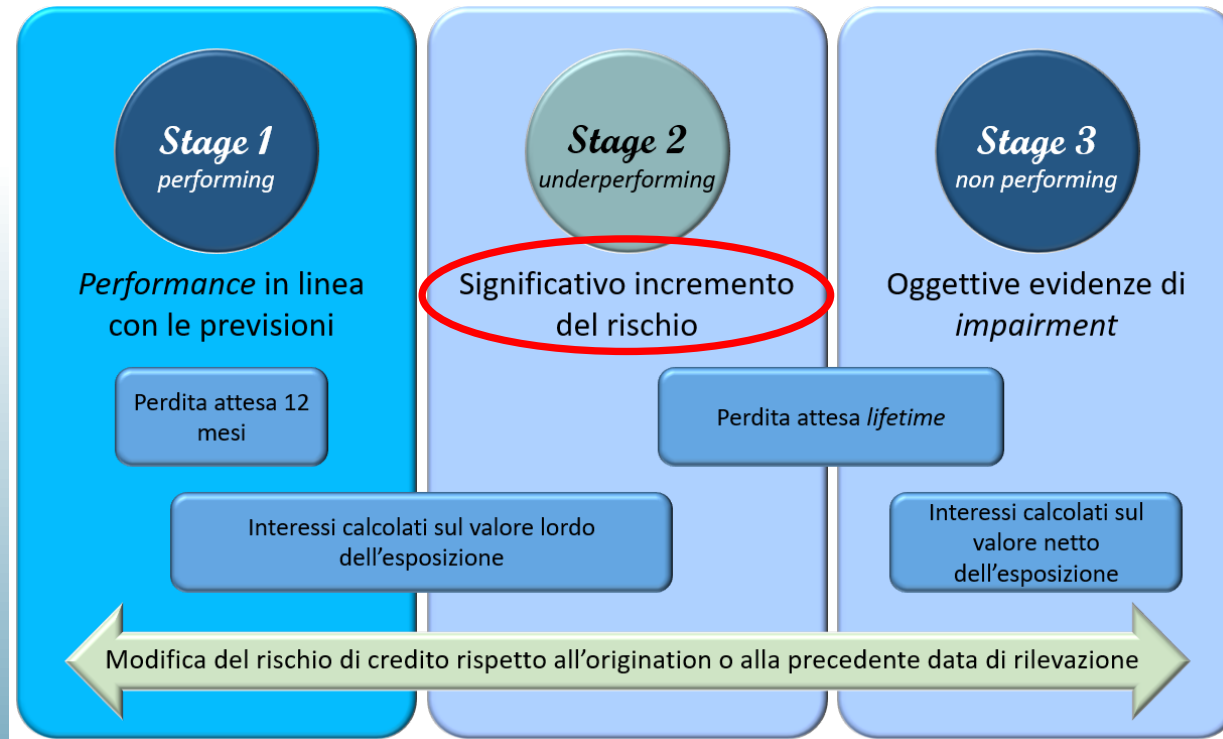 Stage 1
performing
Performance in linea
con le previsioni
Stage 2
underperforming
Significativo incremento
del rischio
Stage 3
non performing
Oggettive evidenze di
impairment
Perdita attesa 12
mesi
Perdita attesa lifetime
Interessi calcolati sul valore lordo
dell’esposizione
Interessi calcolati sul
valore netto
dell’esposizione
Modifica del rischio di credito rispetto all’origination o alla precedente data di rilevazione